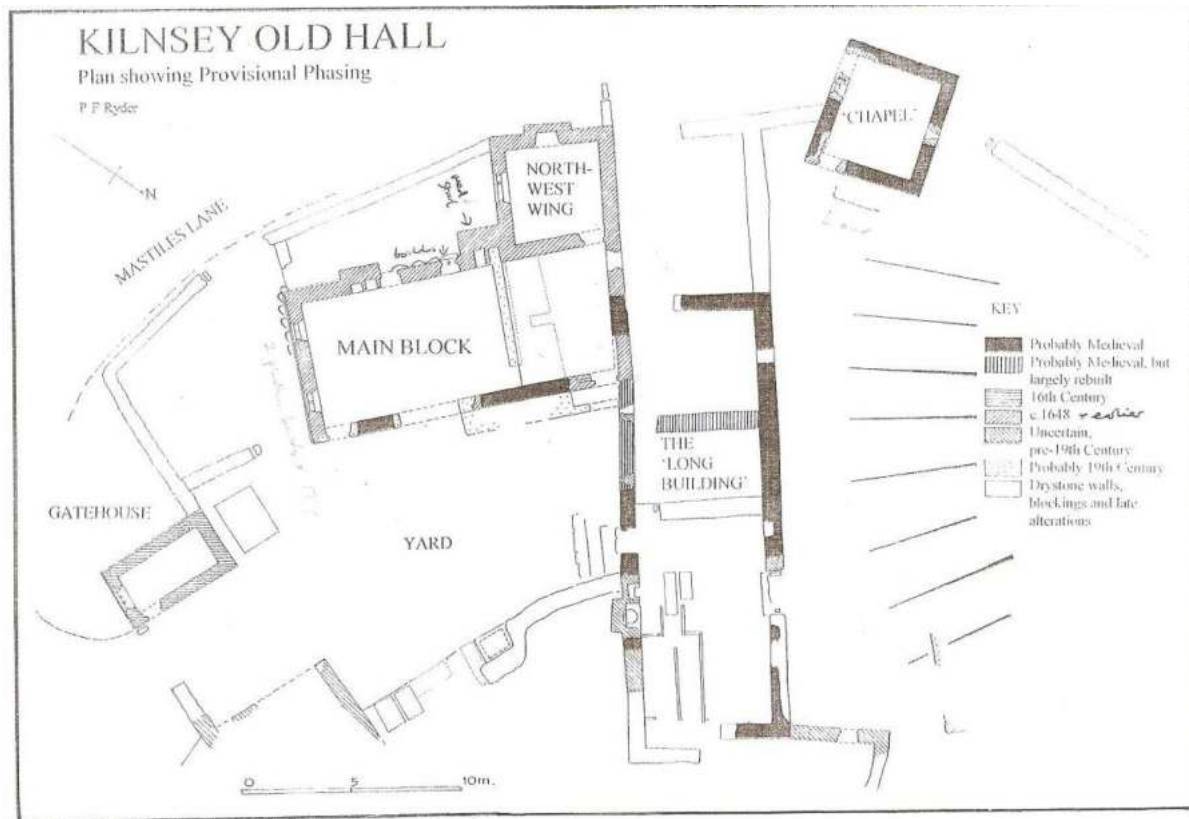 KILNSEY OLD HALL
Plan showing Provisional Phasing
P F Ryder
N
MASTILES LANE
NORTH-
WEST
WING
'CHAPEL'
MAIN BLOCK
KEY
Probably Medieval
Probably Medieval, but
largely rebuilt
16th Century
c.1648 + earlier
Uncertain,
pre-19th Century
Probably 19th Century
Drystone walls,
blockings and late
alterations
THE
'LONG
BUILDING'
GATEHOUSE
YARD
0 5 10m.